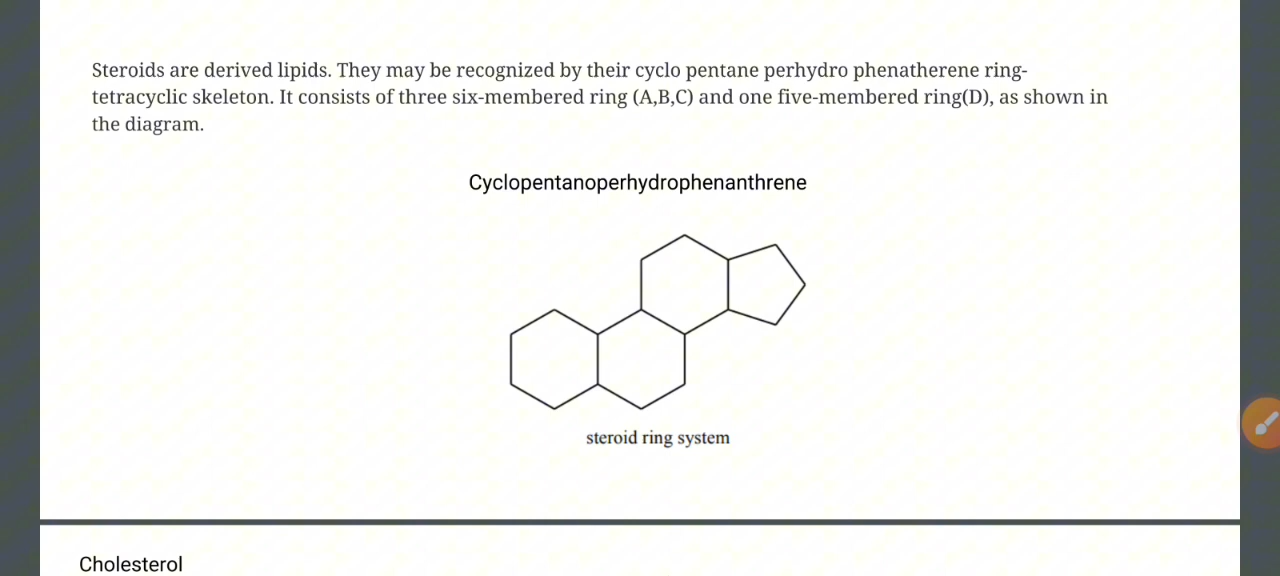 Steroids are derived lipids. They may be recognized by their cyclo pentane perhydro phenatherene ring-
tetracyclic skeleton. It consists of three six-membered ring (A,B,C) and one five-membered ring(D), as shown in
the diagram.
Cyclopentanoperhydrophenanthrene
steroid ring system
Cholesterol